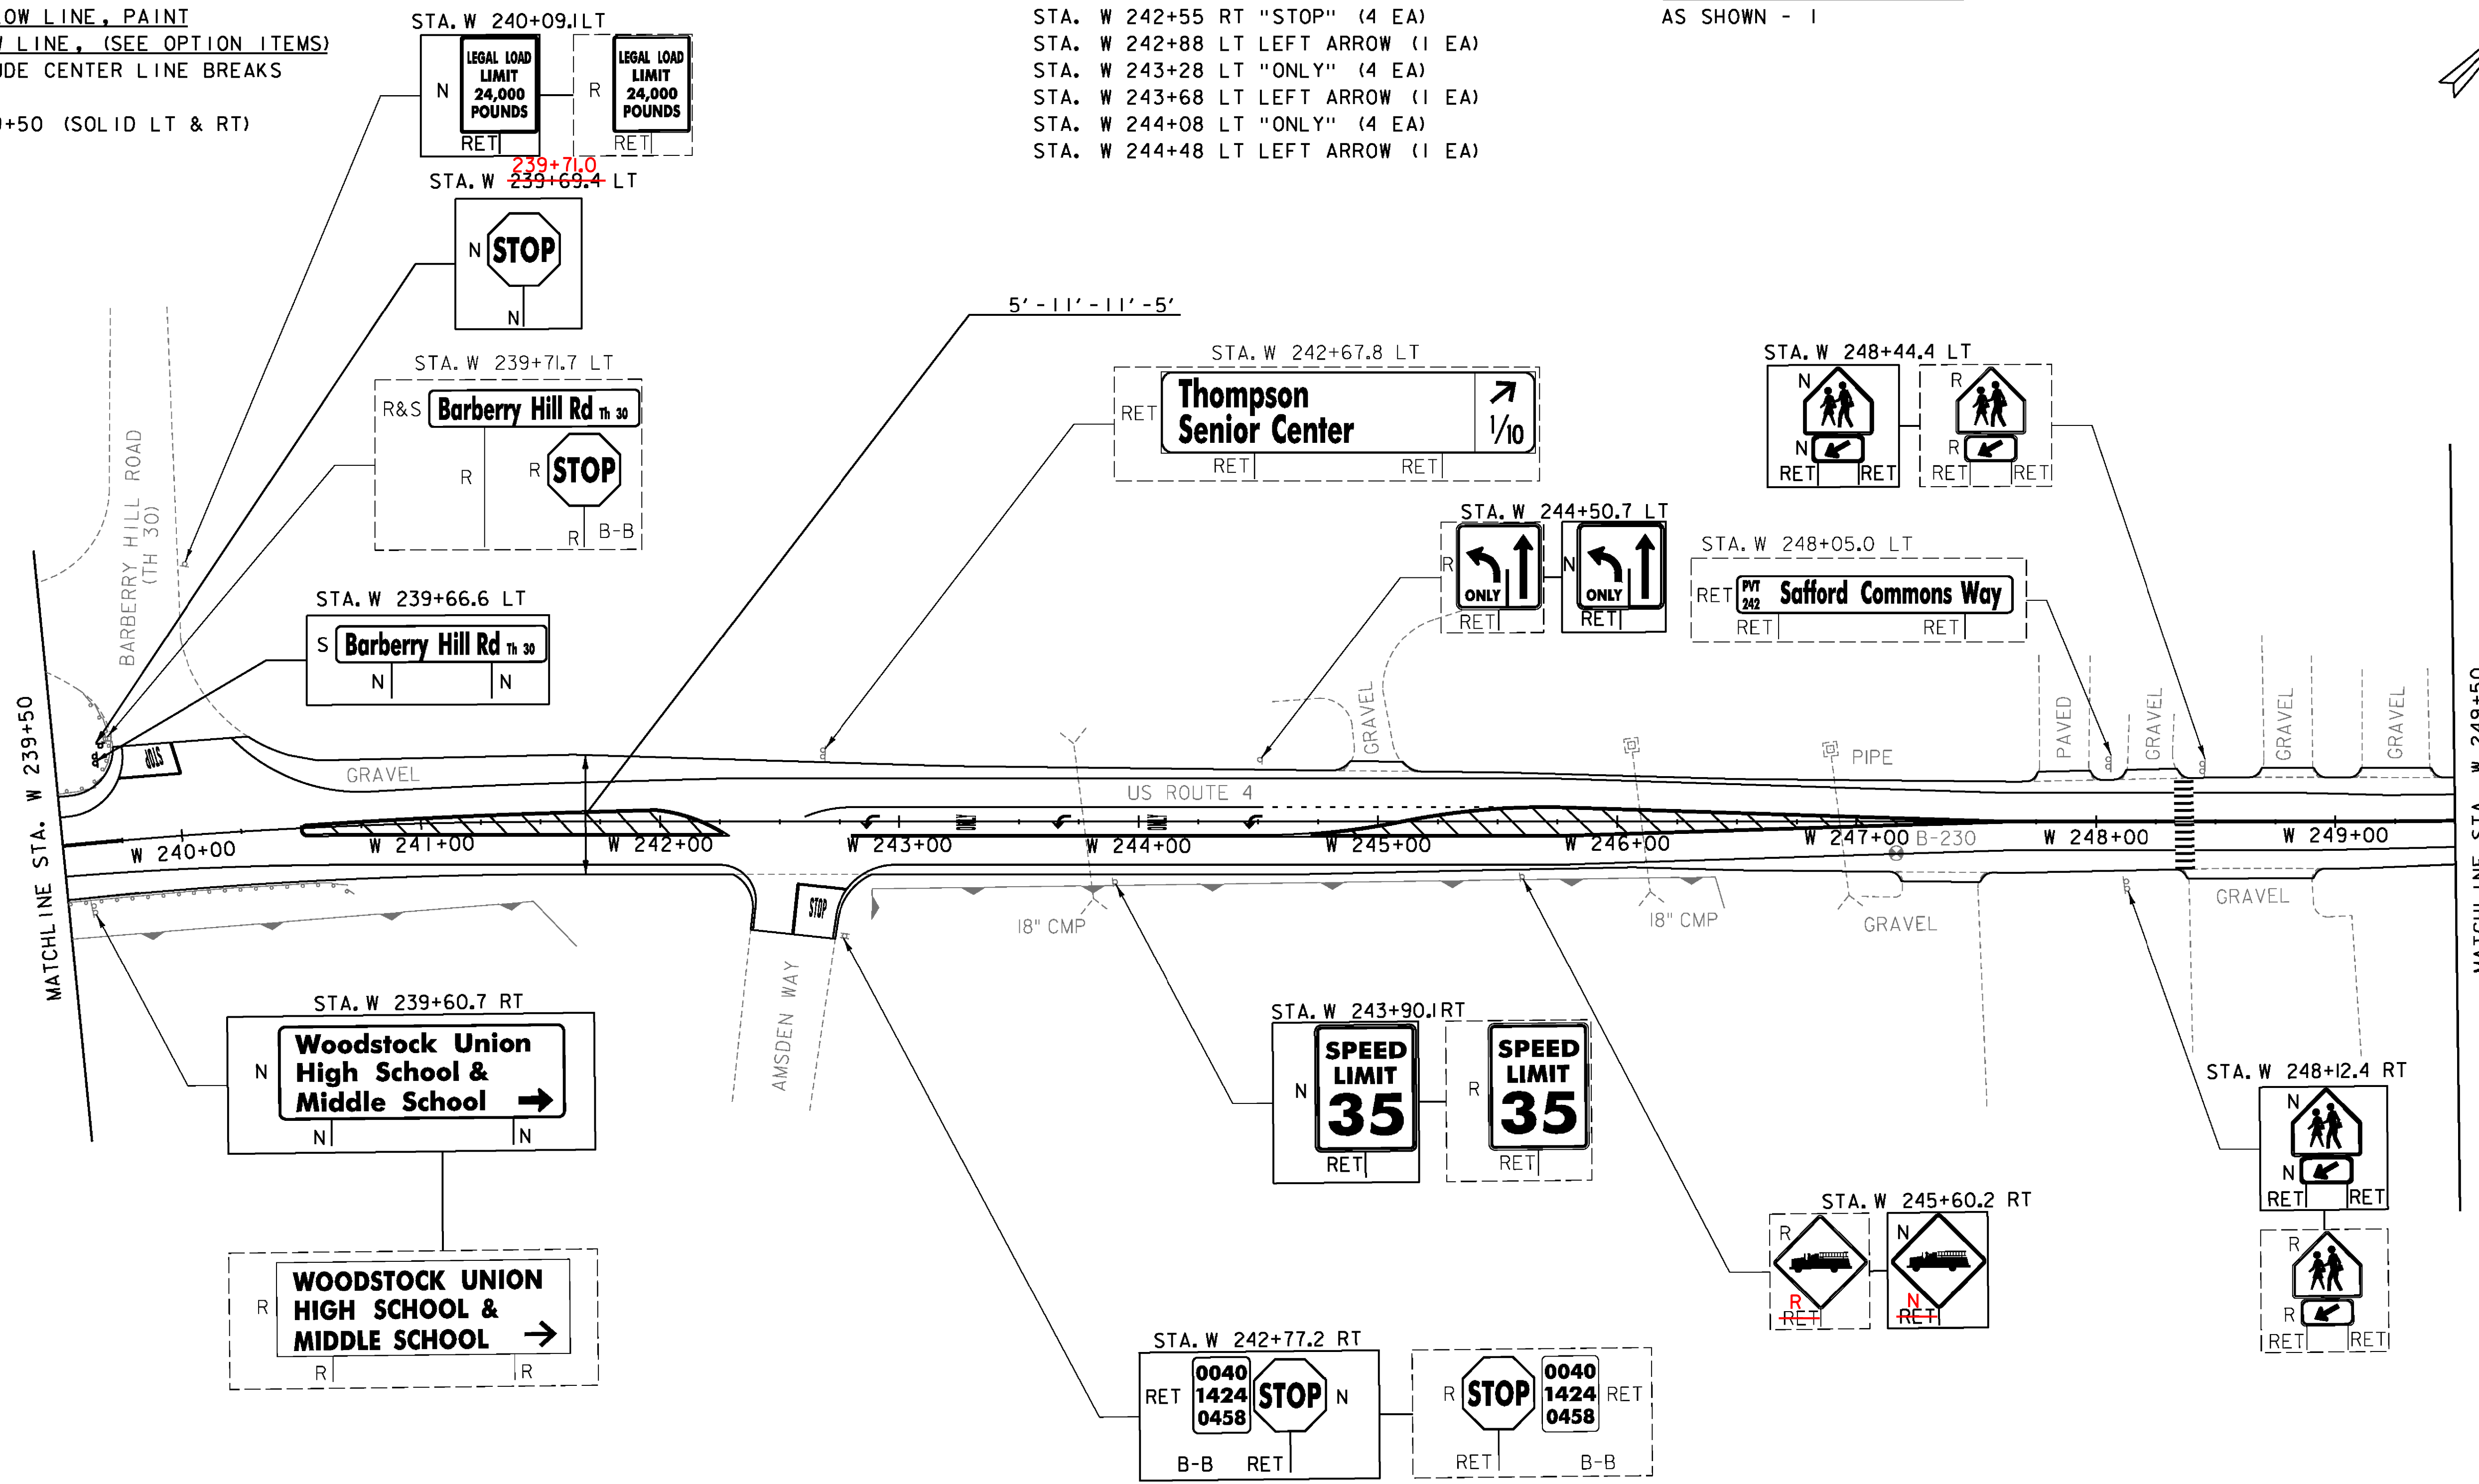 LOW LINE, PAINT
LINE, (SEE OPTION ITEMS)
UDE CENTER LINE BREAKS
+50 (SOLID LT & RT)
STA. W 240+09.1 LT
N
LEGAL LOAD
LIMIT
24,000
POUNDS
RET
R
LEGAL LOAD
LIMIT
24,000
POUNDS
RET
239+71.0
STA. W 239+69.4 LT
N
STOP
N
STA. W 239+71.7 LT
R&S
Barberry Hill Rd Th 30
R
R
STOP
R
B-B
STA. W 239+66.6 LT
S
Barberry Hill Rd Th 30
N
N
STA. W 242+55 RT "STOP" (4 EA)
STA. W 242+88 LT LEFT ARROW (1 EA)
STA. W 243+28 LT "ONLY" (4 EA)
STA. W 243+68 LT LEFT ARROW (1 EA)
STA. W 244+08 LT "ONLY" (4 EA)
STA. W 244+48 LT LEFT ARROW (1 EA)
AS SHOWN - 1
5'-11'-11'-5'
STA. W 242+67.8 LT
RET
Thompson
Senior Center
1/10
RET
RET
STA. W 244+50.7 LT
R
ONLY
RET
N
ONLY
RET
STA. W 248+44.4 LT
N
N
RET
RET
R
R
RET
RET
STA. W 248+05.0 LT
RET
PVT
242
Safford Commons Way
RET
RET
BARBERRY HILL ROAD
(TH 30)
MATCHLINE STA. W 239+50
STOP
GRAVEL
US ROUTE 4
GRAVEL
PIPE
PAVED
GRAVEL
GRAVEL
GRAVEL
MATCHLINE STA. W 249+50
ONLY
ONLY
W 240+00
W 241+00
W 242+00
W 243+00
W 244+00
W 245+00
W 246+00
W 247+00
B-230
W 248+00
W 249+00
STOP
AMSDEN WAY
18" CMP
18" CMP
GRAVEL
GRAVEL
STA. W 239+60.7 RT
N
Woodstock Union
High School &
Middle School
N
N
R
WOODSTOCK UNION
HIGH SCHOOL &
MIDDLE SCHOOL
R
R
STA. W 243+90.1 RT
N
SPEED
LIMIT
35
RET
R
SPEED
LIMIT
35
RET
STA. W 245+60.2 RT
R
R
RET
N
N
RET
STA. W 248+12.4 RT
N
N
RET
RET
R
R
RET
RET
STA. W 242+77.2 RT
RET
0040
1424
0458
STOP
N
B-B
RET
R
STOP
0040
1424
0458
RET
RET
B-B